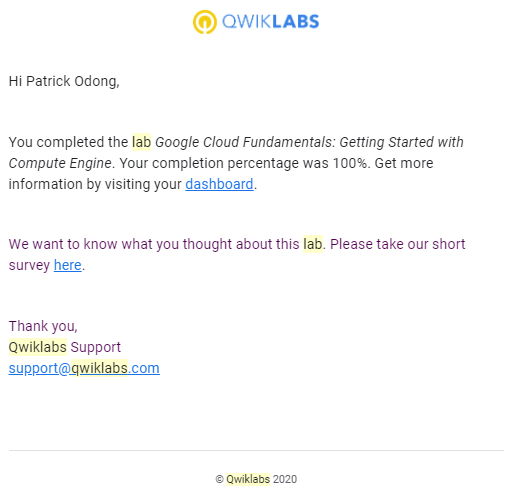 QWIKLABS
Hi Patrick Odong,
You completed the lab Google Cloud Fundamentals: Getting Started with
Compute Engine. Your completion percentage was 100%. Get more
information by visiting your dashboard.
We want to know what you thought about this lab. Please take our short
survey here.
Thank you,
Qwiklabs Support
support@qwiklabs.com
© Qwiklabs 2020